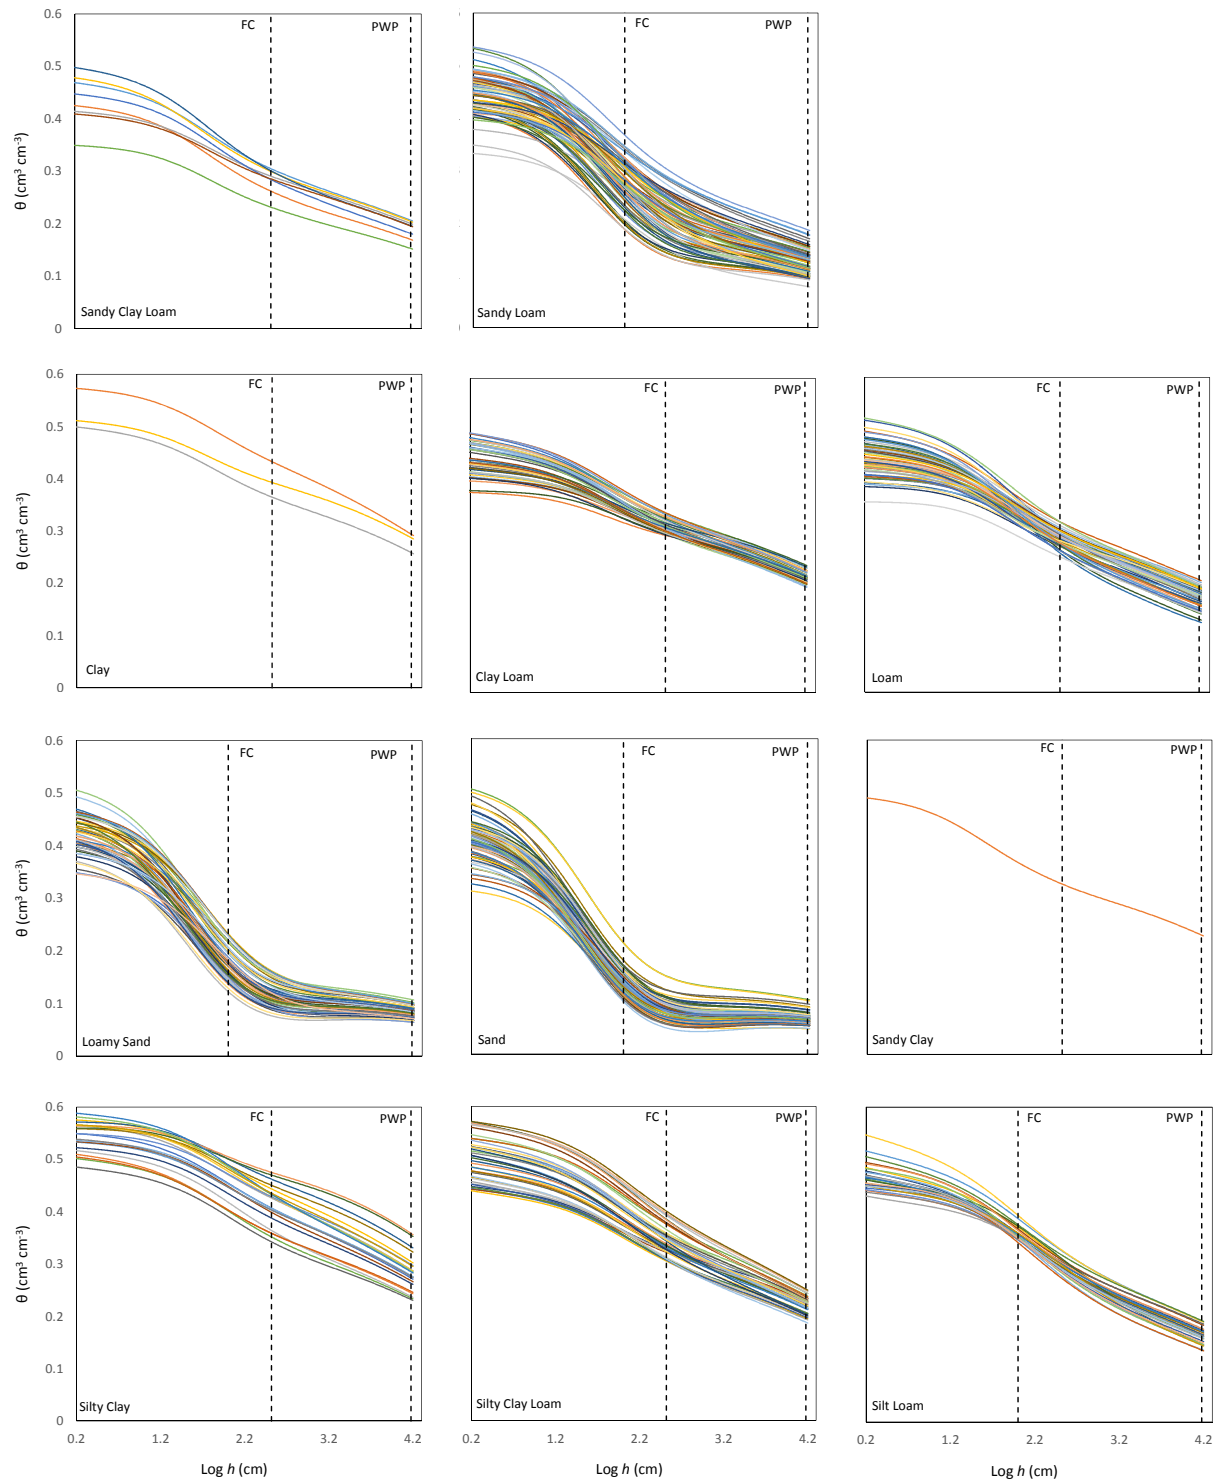 0.6
FC
PWP
FC
PWP
0.5
0.4
θ (cm³ cm⁻³)
0.3
0.2
0.1
Sandy Clay Loam
Sandy Loam
0
0.6
FC
PWP
FC
PWP
FC
PWP
0.5
0.4
θ (cm³ cm⁻³)
0.3
0.2
0.1
Clay
Clay Loam
Loam
0
0.6
FC
PWP
FC
PWP
FC
PWP
0.5
0.4
θ (cm³ cm⁻³)
0.3
0.2
0.1
Loamy Sand
Sand
Sandy Clay
0
0.6
FC
PWP
FC
PWP
FC
PWP
0.5
0.4
θ (cm³ cm⁻³)
0.3
0.2
0.1
Silty Clay
Silty Clay Loam
Silt Loam
0
0.2 1.2 2.2 3.2 4.2
0.2 1.2 2.2 3.2 4.2
0.2 1.2 2.2 3.2 4.2
Log h (cm)
Log h (cm)
Log h (cm)